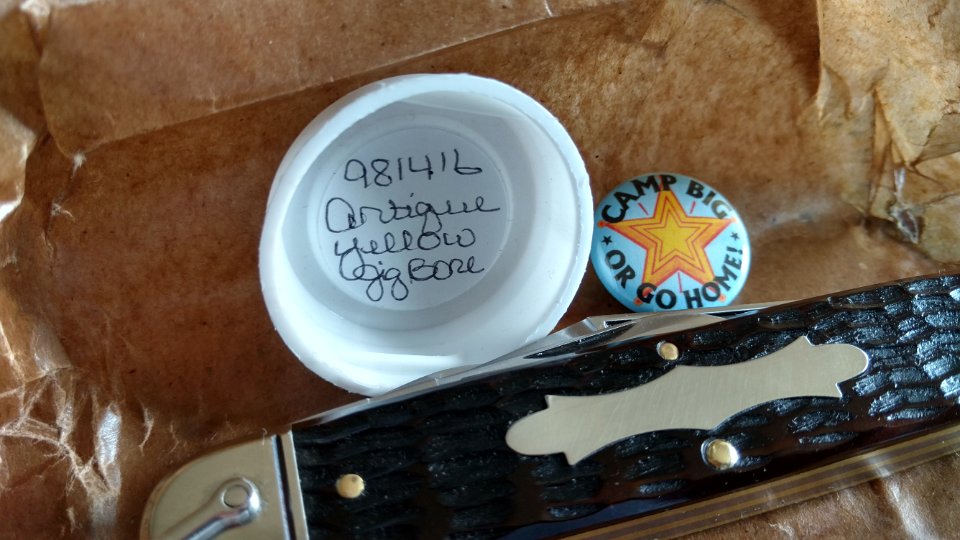 981416
Antique
yellow
Jig Bone
CAMP BIG
OR GO HOME!